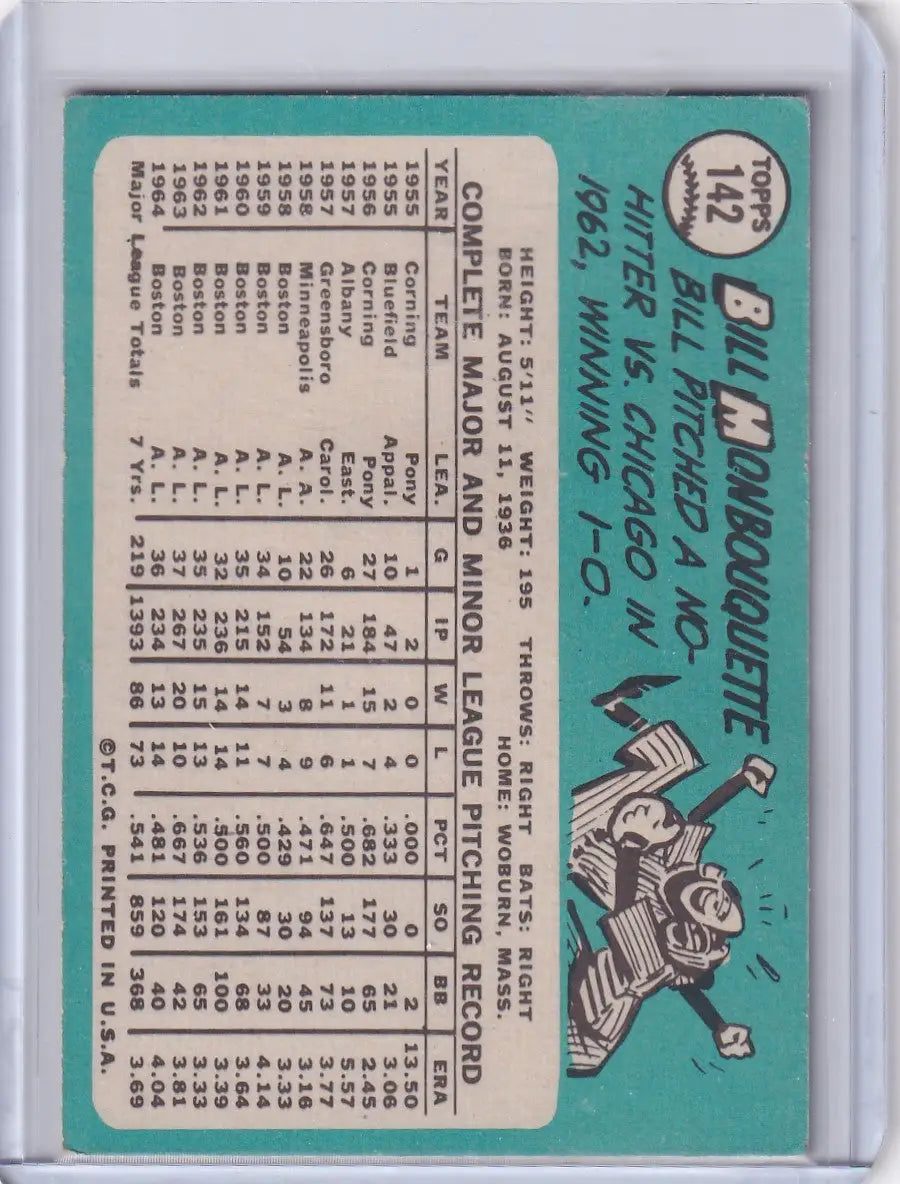 TOPPS
142
BILL MONBOUQUETTE
BILL PITCHED A NO-
HITTER VS. CHICAGO IN
1962, WINNING 1-0.
HEIGHT: 5'11" WEIGHT: 195 THROWS: RIGHT BATS: RIGHT
BORN: AUGUST 11, 1936 HOME: WOBURN, MASS.
COMPLETE MAJOR AND MINOR LEAGUE PITCHING RECORD
YEAR TEAM LEA. G IP W L PCT SO BB ERA
1955 Corning Pony 1 2 0 0 .000 0 2 13.50
1955 Bluefield Appal. 10 47 2 4 .333 30 21 3.06
1956 Corning Pony 27 184 15 7 .682 177 65 2.45
1957 Albany East. 6 21 1 1 .500 13 10 5.57
1957 Greensboro Carol. 26 172 11 6 .647 137 73 3.77
1958 Minneapolis A. A. 22 134 8 9 .471 94 45 3.16
1958 Boston A. L. 10 54 3 4 .429 30 20 3.33
1959 Boston A. L. 34 152 7 7 .500 87 33 4.14
1960 Boston A. L. 35 215 14 11 .560 134 68 3.64
1961 Boston A. L. 32 236 14 14 .500 161 100 3.39
1962 Boston A. L. 35 235 15 13 .536 153 65 3.33
1963 Boston A. L. 37 267 20 10 .667 174 42 3.81
1964 Boston A. L. 36 234 13 14 .481 120 40 4.04
Major League Totals 7 Yrs. 219 1393 86 73 .541 859 368 3.69
©T.C.G. PRINTED IN U.S.A.